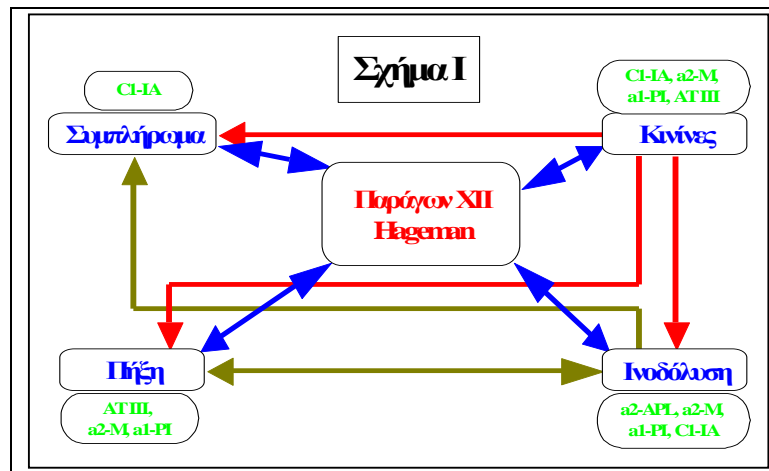 Σχήμα Ι
C1-IA
Συμπλήρωμα
C1-IA, a2-M,
a1-PI, AT III
Κινίνες
Παράγων XII
Hageman
Πήξη
AT III,
a2-M, a1-PI
Ινοδόλυση
a2-APL, a2-M,
a1-PI, C1-IA